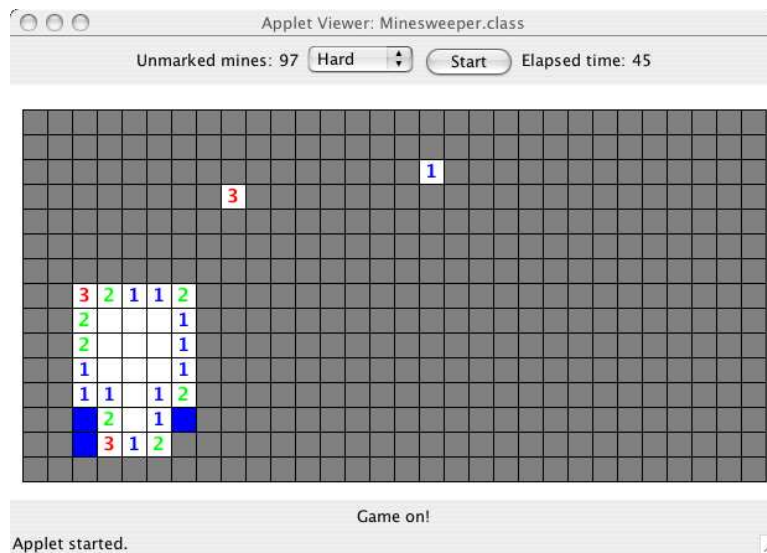 Applet Viewer: Minesweeper.class
Unmarked mines: 97 Hard Start Elapsed time: 45
1
3
3 2 1 1 2
2 1
2 1
1 1
1 1 1 2
2 1
3 1 2
Game on!
Applet started.